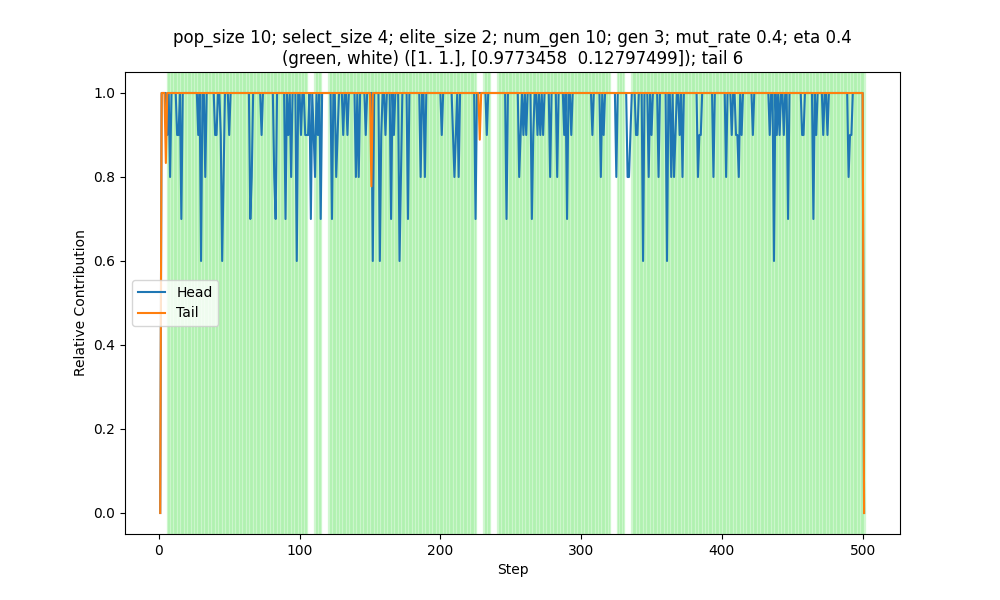 pop_size 10; select_size 4; elite_size 2; num_gen 10; gen 3; mut_rate 0.4; eta 0.4
(green, white) ([1. 1.], [0.9773458  0.12797499]); tail 6
1.0
0.8
0.6
0.4
0.2
0.0
Relative Contribution
Head
Tail
0
100
200
300
400
500
Step